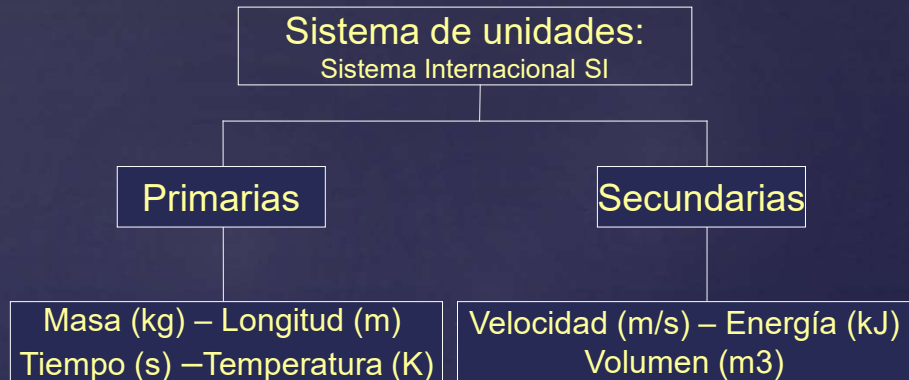 Sistema de unidades:
Sistema Internacional SI
Primarias
Secundarias
Masa (kg) – Longitud (m)
Tiempo (s) –Temperatura (K)
Velocidad (m/s) – Energía (kJ)
Volumen (m3)